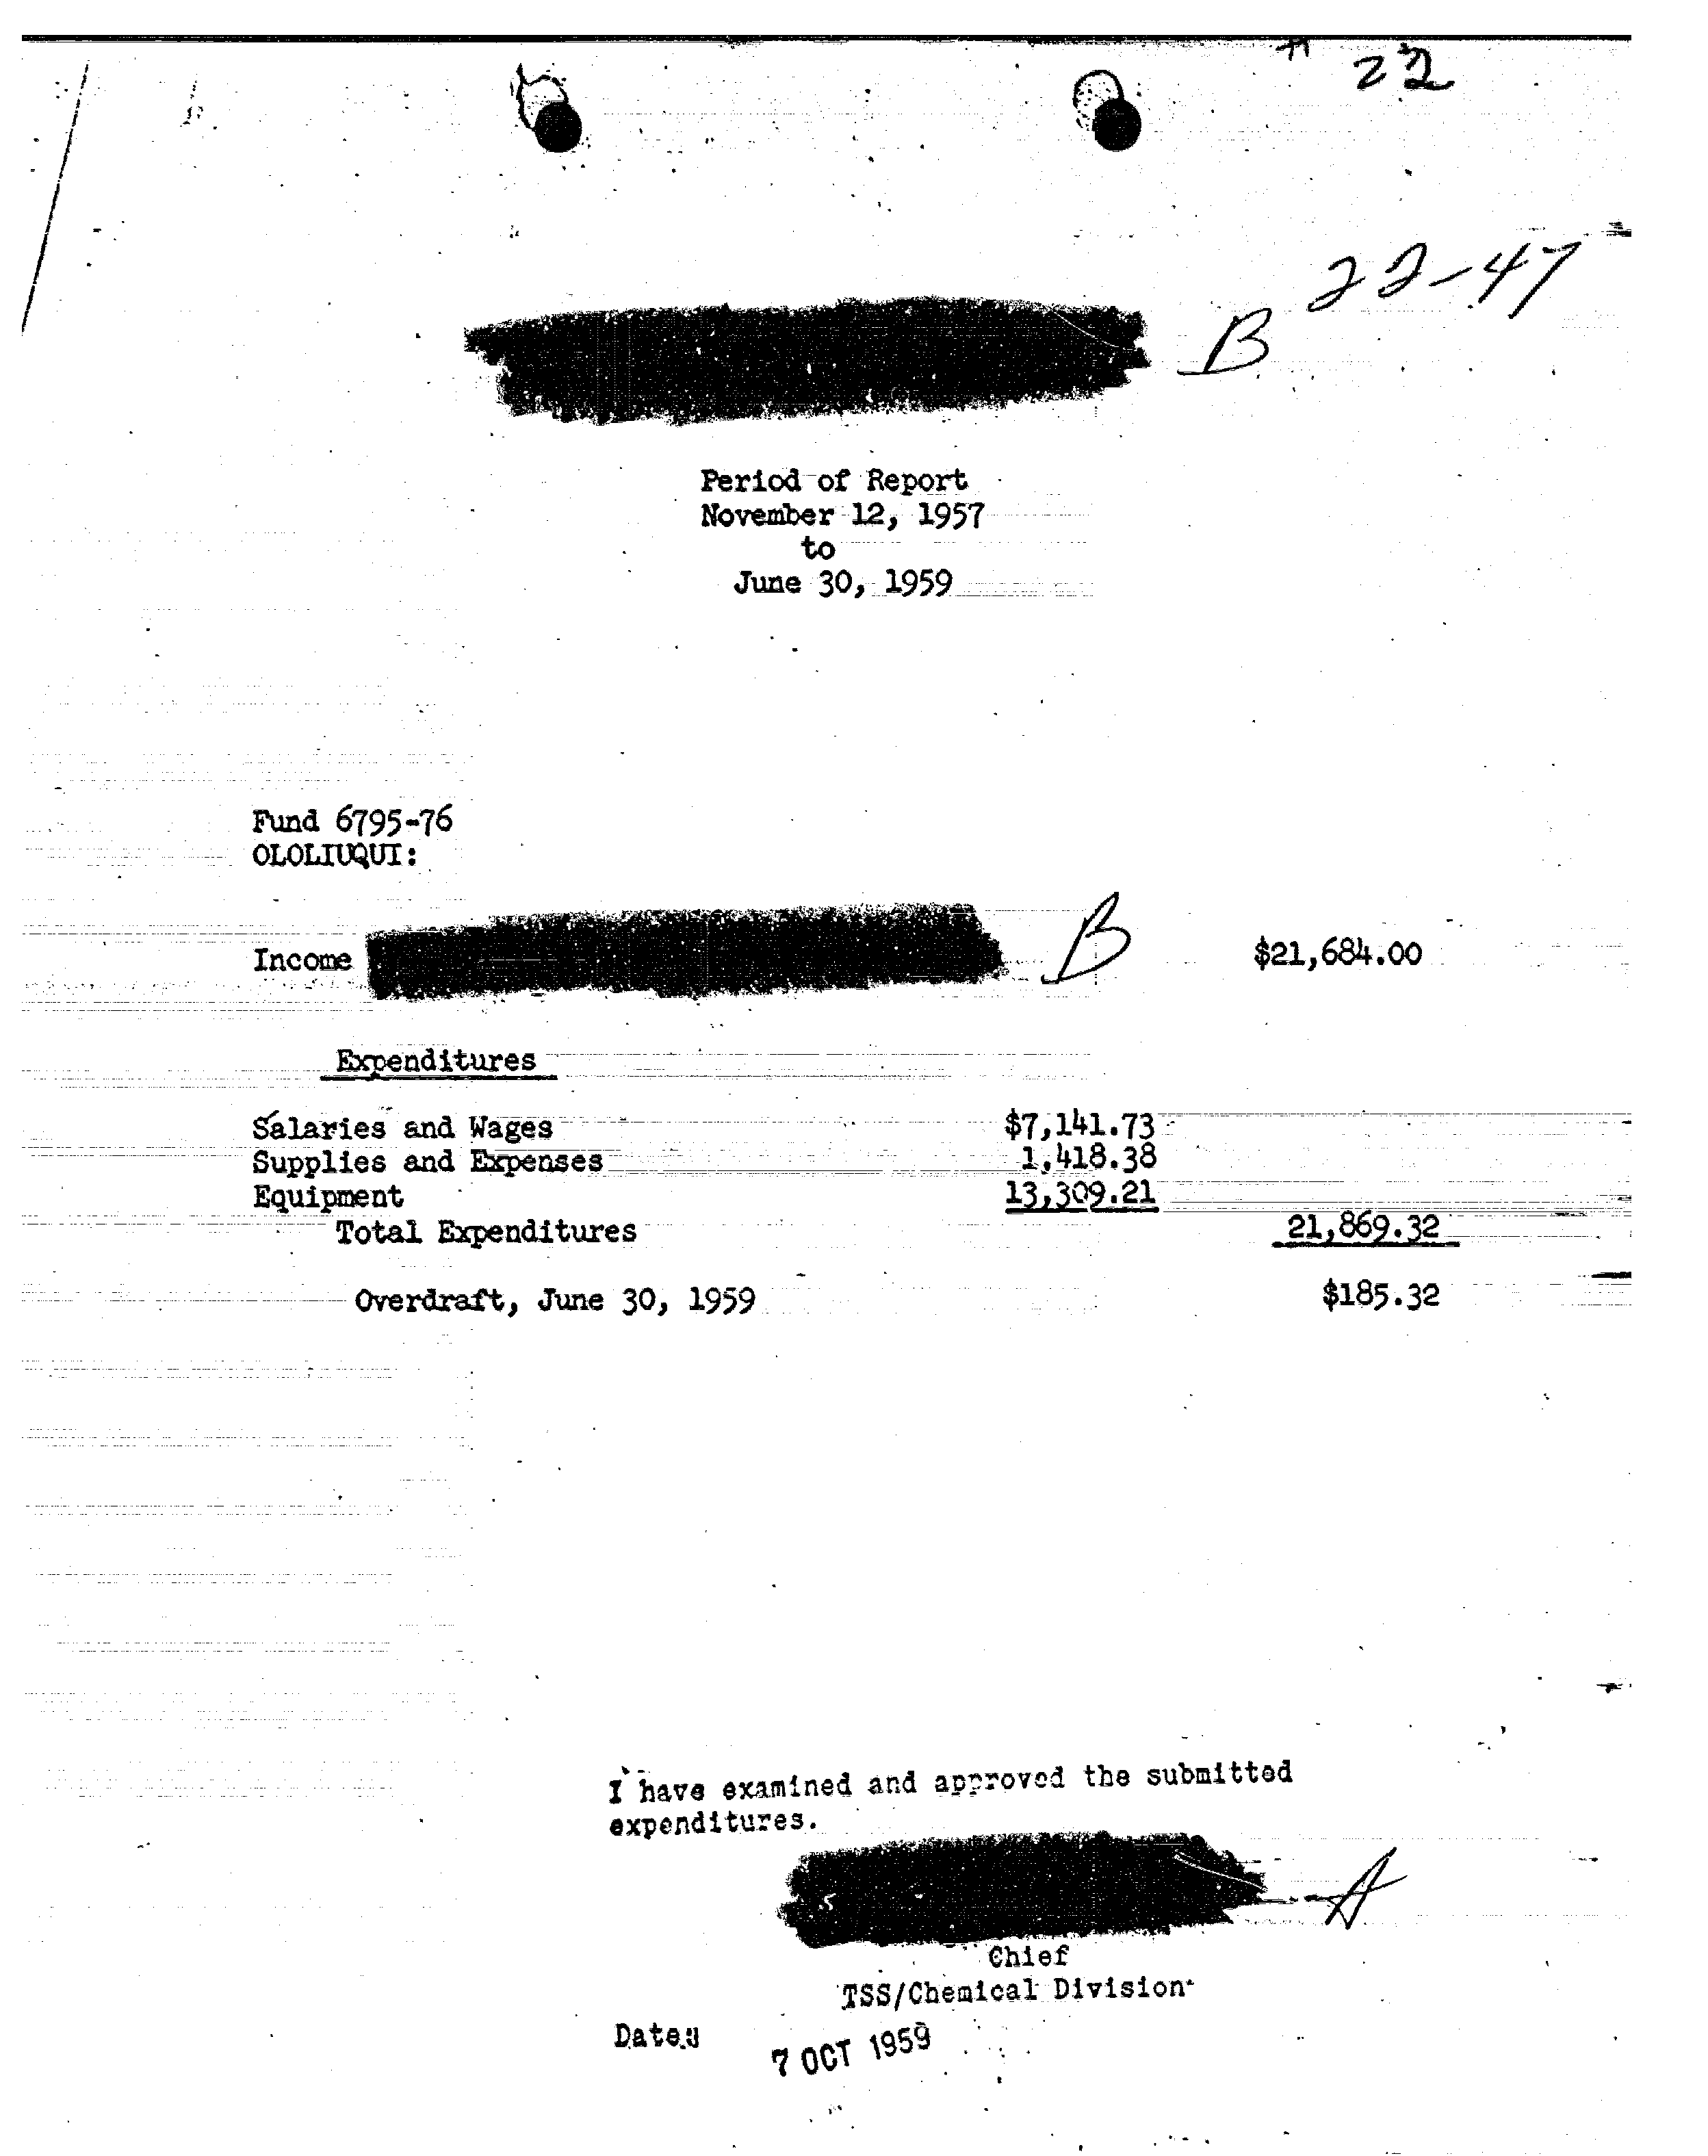 22
22-47
B
Period of Report
November 12, 1957
to
June 30, 1959
Fund 6795-76
OLOLIUQUI:
Income B $21,684.00
Expenditures
Salaries and Wages $7,141.73
Supplies and Expenses 1,418.38
Equipment 13,309.21
Total Expenditures 21,869.32
Overdraft, June 30, 1959 $185.32
I have examined and approved the submitted
expenditures.
A
Chief
TSS/Chemical Division
Date:
7 OCT 1959